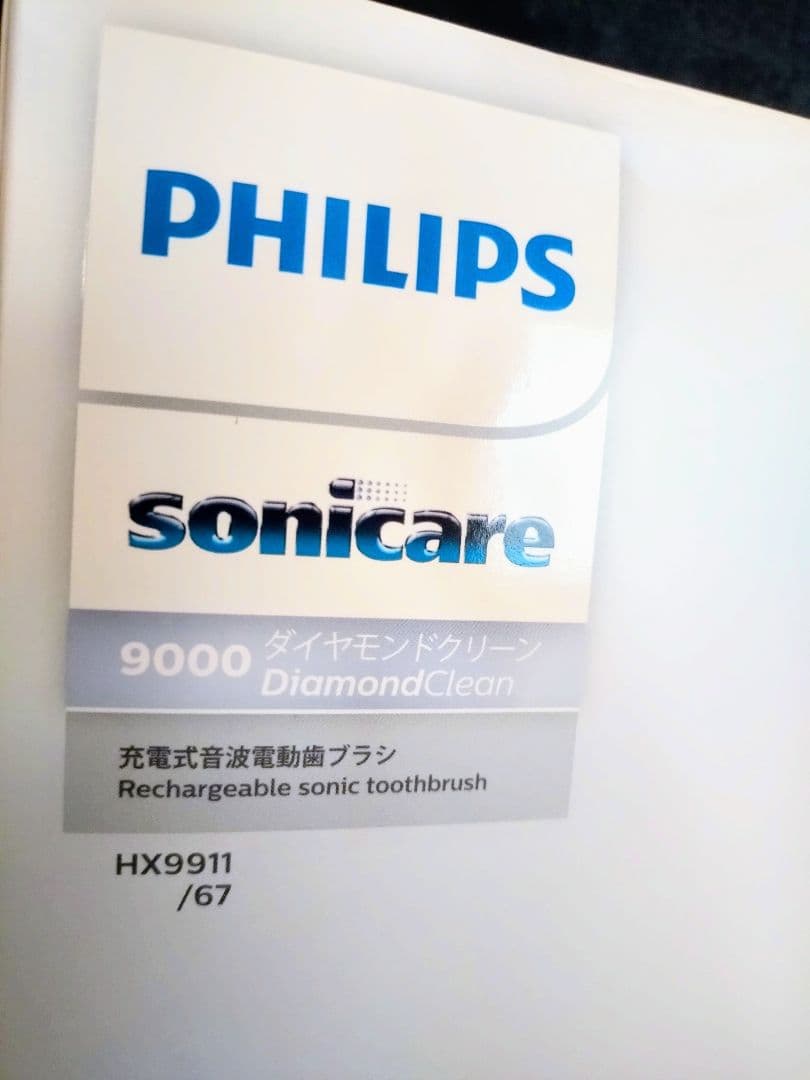 PHILIPS
sonicare
9000 ダイヤモンドクリーン
DiamondClean
充電式音波電動歯ブラシ
Rechargeable sonic toothbrush
HX9911
/67